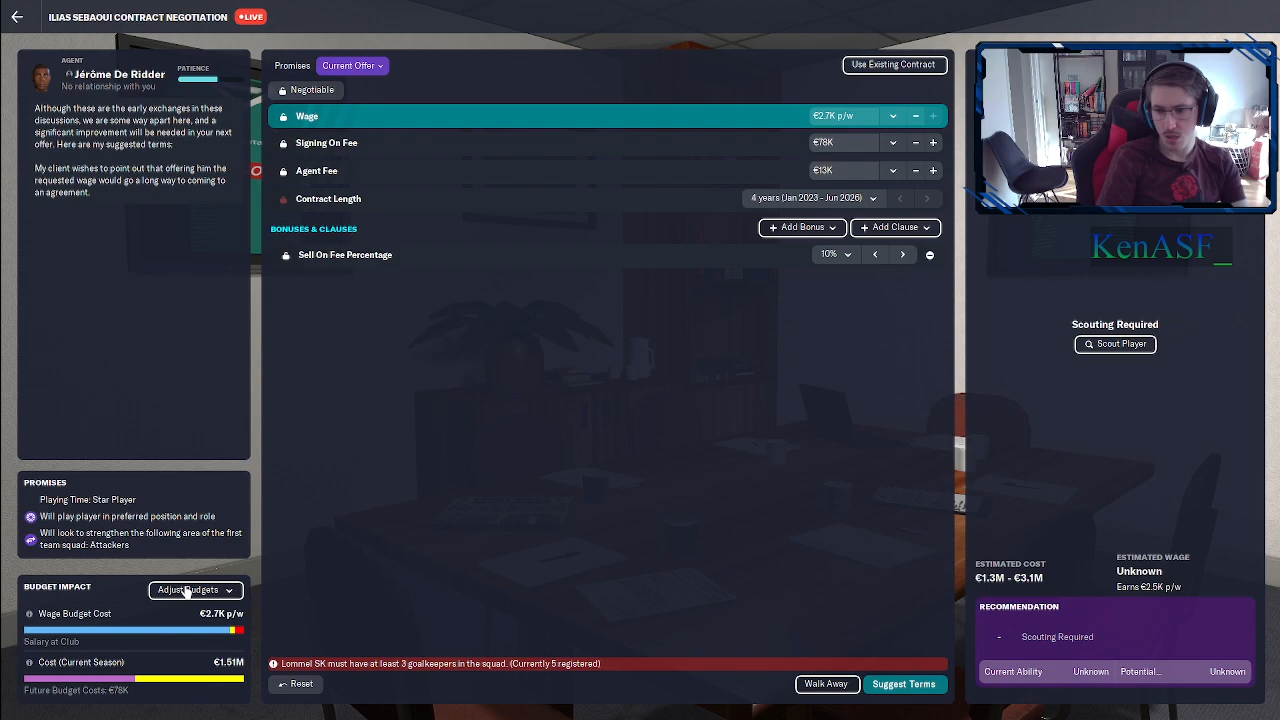 ILIAS SEBAOUI CONTRACT NEGOTIATION
LIVE
AGENT
Jérôme De Ridder
No relationship with you
PATIENCE
Although these are the early exchanges in these
discussions, we are some way apart here, and a
significant improvement will be needed in your next
offer. Here are my suggested terms:
My client wishes to point out that offering him the
requested wage would go a long way to coming to
an agreement.
PROMISES
Playing Time: Star Player
Will play player in preferred position and role
Will look to strengthen the following area of the first
team squad: Attackers
BUDGET IMPACT
Adjust Budgets
Wage Budget Cost €2.7K p/w
Salary at Club
Cost (Current Season) €1.51M
Future Budget Costs: €78K
Promises Current Offer
Use Existing Contract
Negotiable
Wage €2.7K p/w
Signing On Fee €78K
Agent Fee €13K
Contract Length 4 years (Jan 2023 - Jun 2026)
BONUSES & CLAUSES
Add Bonus
Add Clause
Sell On Fee Percentage 10%
Lommel SK must have at least 3 goalkeepers in the squad. (Currently 5 registered)
Reset
Walk Away
Suggest Terms
KenASF_
Scouting Required
Scout Player
ESTIMATED COST
€1.3M - €3.1M
ESTIMATED WAGE
Unknown
Earns €2.5K p/w
RECOMMENDATION
- Scouting Required
Current Ability Unknown
Potential... Unknown